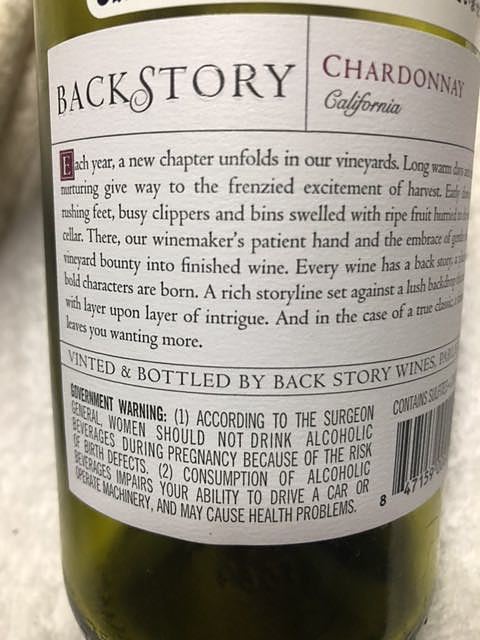 BACKSTORY
CHARDONNAY
California
Each year, a new chapter unfolds in our vineyards. Long warm days
nurturing give way to the frenzied excitement of harvest. Early
rushing feet, busy clippers and bins swelled with ripe fruit hurried
cellar. There, our winemaker's patient hand and the embrace of
vineyard bounty into finished wine. Every wine has a back story, a
bold characters are born. A rich storyline set against a lush backdrop
with layer upon layer of intrigue. And in the case of a true classic,
leaves you wanting more.
VINTED & BOTTLED BY BACK STORY WINES,
GOVERNMENT WARNING: (1) ACCORDING TO THE SURGEON
GENERAL, WOMEN SHOULD NOT DRINK ALCOHOLIC
BEVERAGES DURING PREGNANCY BECAUSE OF THE RISK
OF BIRTH DEFECTS. (2) CONSUMPTION OF ALCOHOLIC
BEVERAGES IMPAIRS YOUR ABILITY TO DRIVE A CAR OR
OPERATE MACHINERY, AND MAY CAUSE HEALTH PROBLEMS.
CONTAINS SULFITES
8 47159